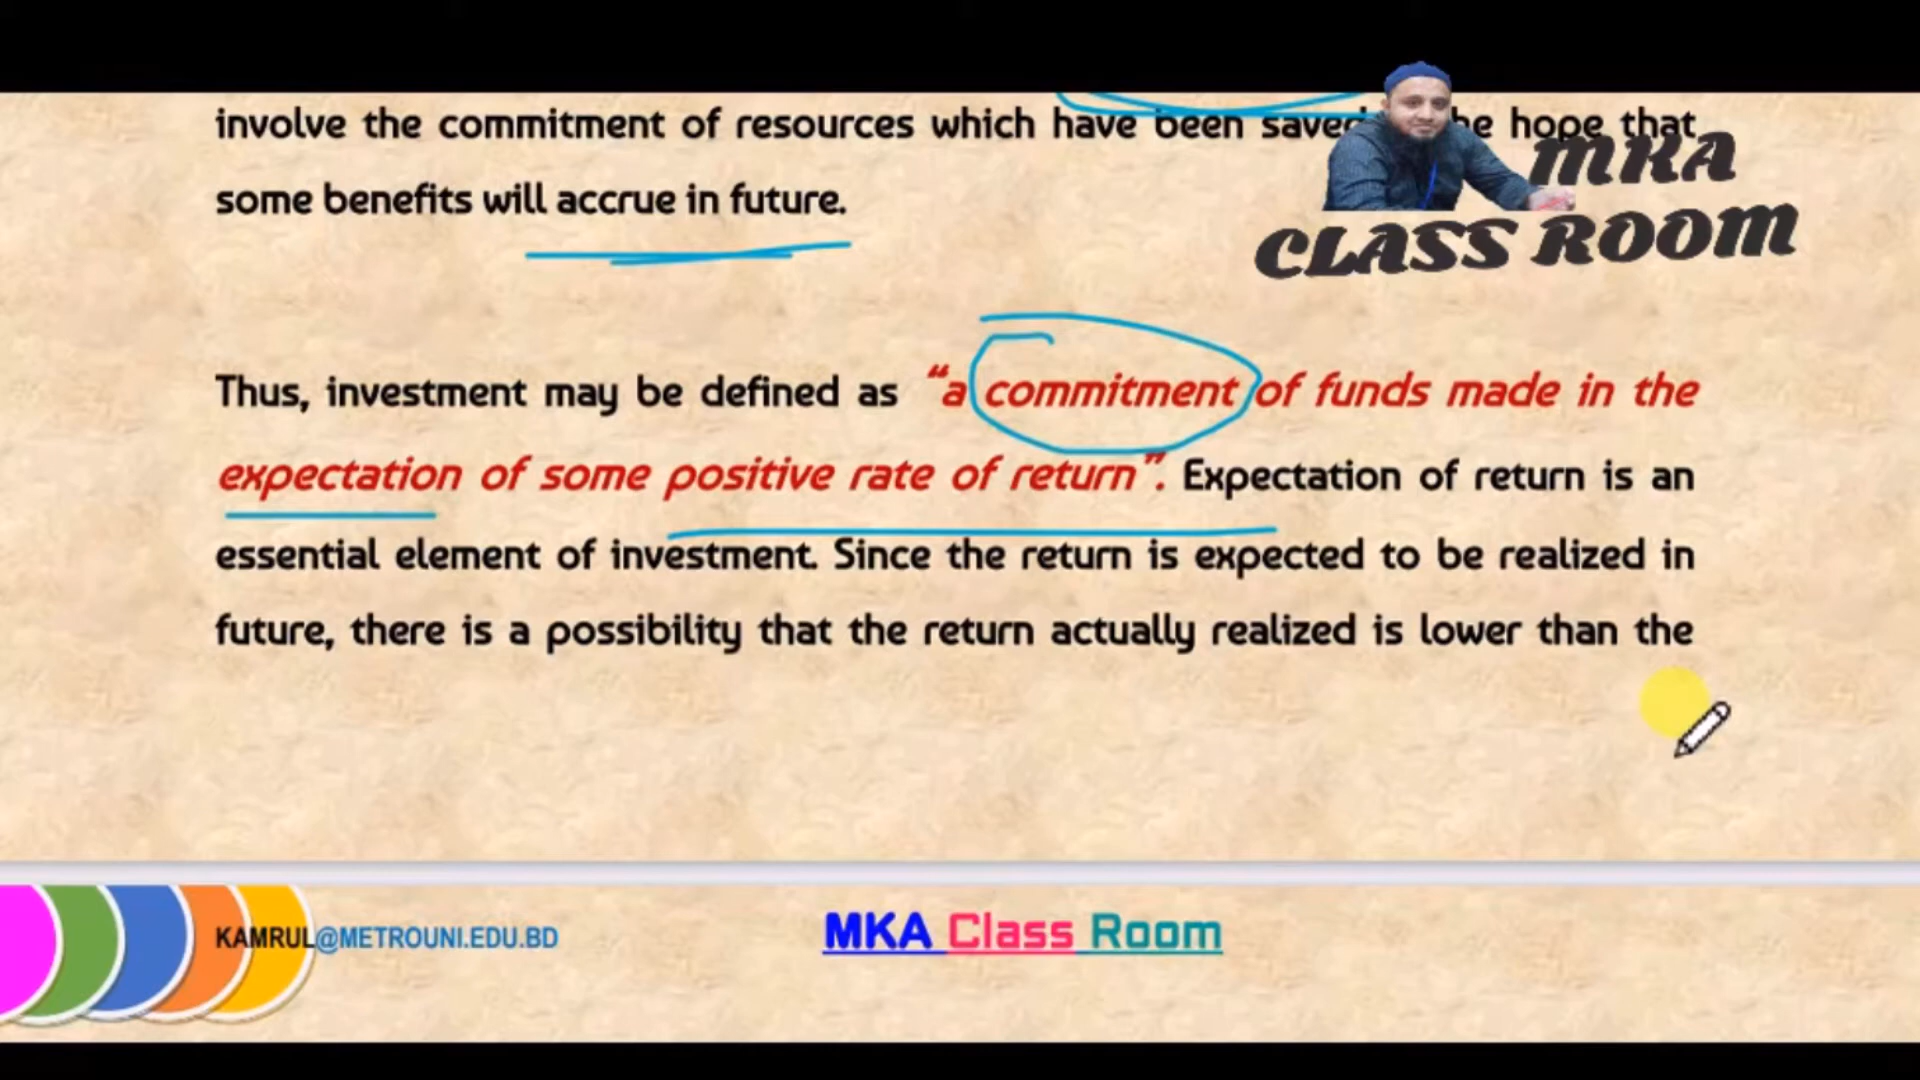 involve the commitment of resources which have been saved he hope that
some benefits will accrue in future.
MKA
CLASS ROOM
Thus, investment may be defined as “a commitment of funds made in the
expectation of some positive rate of return”. Expectation of return is an
essential element of investment. Since the return is expected to be realized in
future, there is a possibility that the return actually realized is lower than the
KAMRUL@METROUNI.EDU.BD
MKA Class Room